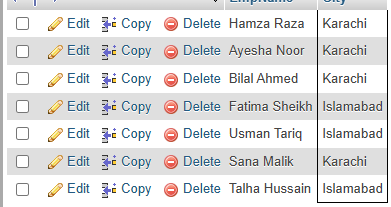 EmpName City
Edit Copy Delete Hamza Raza Karachi
Edit Copy Delete Ayesha Noor Karachi
Edit Copy Delete Bilal Ahmed Karachi
Edit Copy Delete Fatima Sheikh Islamabad
Edit Copy Delete Usman Tariq Islamabad
Edit Copy Delete Sana Malik Karachi
Edit Copy Delete Talha Hussain Islamabad